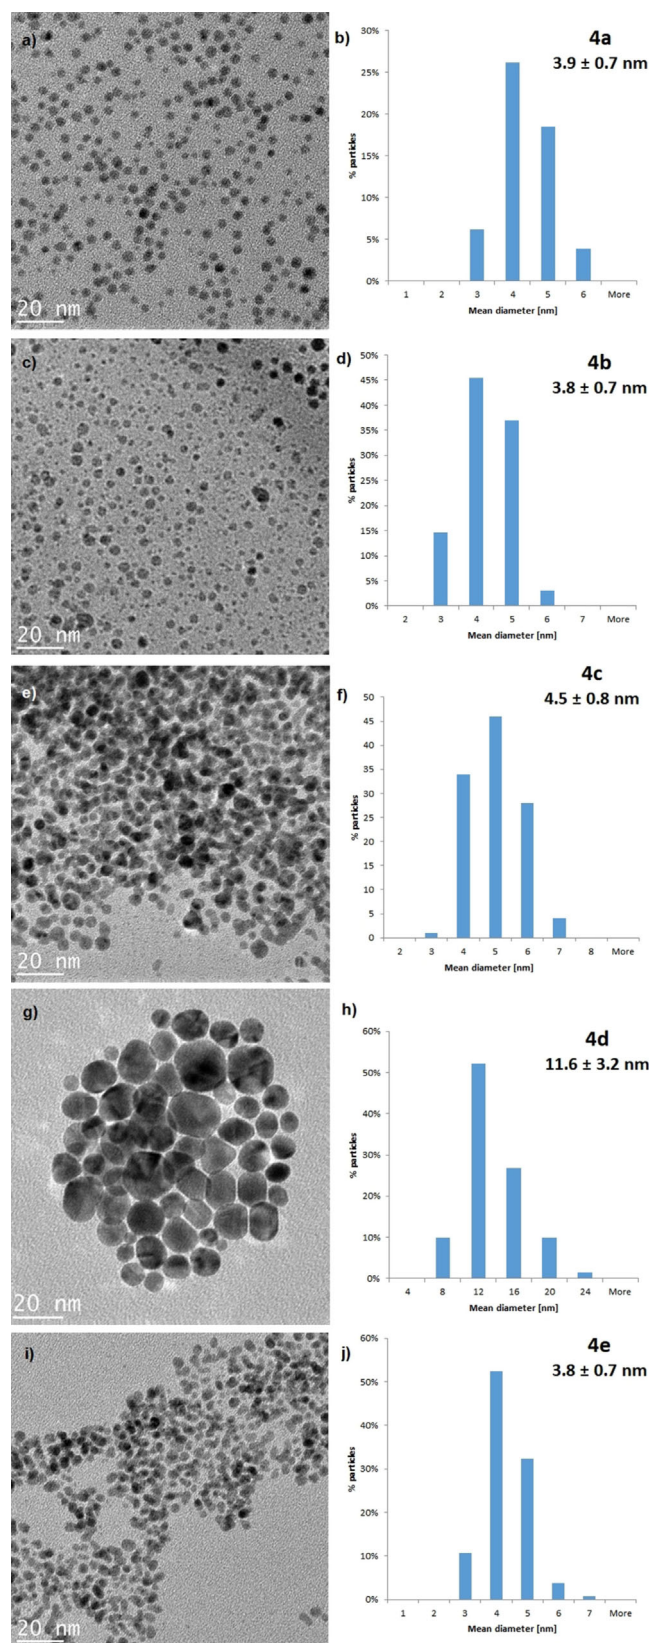 a)
20 nm
b)
4a
3.9 ± 0.7 nm
30%
25%
20%
15%
10%
5%
0%
% particles
1 2 3 4 5 6 More
Mean diameter [nm]
c)
20 nm
d)
4b
3.8 ± 0.7 nm
50%
45%
40%
35%
30%
25%
20%
15%
10%
5%
0%
% particles
2 3 4 5 6 7 More
Mean diameter [nm]
e)
20 nm
f)
4c
4.5 ± 0.8 nm
50
45
40
35
30
25
20
15
10
5
0
% particles
2 3 4 5 6 7 8 More
Mean diameter [nm]
g)
20 nm
h)
4d
11.6 ± 3.2 nm
60%
50%
40%
30%
20%
10%
0%
% particles
4 8 12 16 20 24 More
Mean diameter [nm]
i)
20 nm
j)
4e
3.8 ± 0.7 nm
60%
50%
40%
30%
20%
10%
0%
% particles
1 2 3 4 5 6 7 More
Mean diameter [nm]